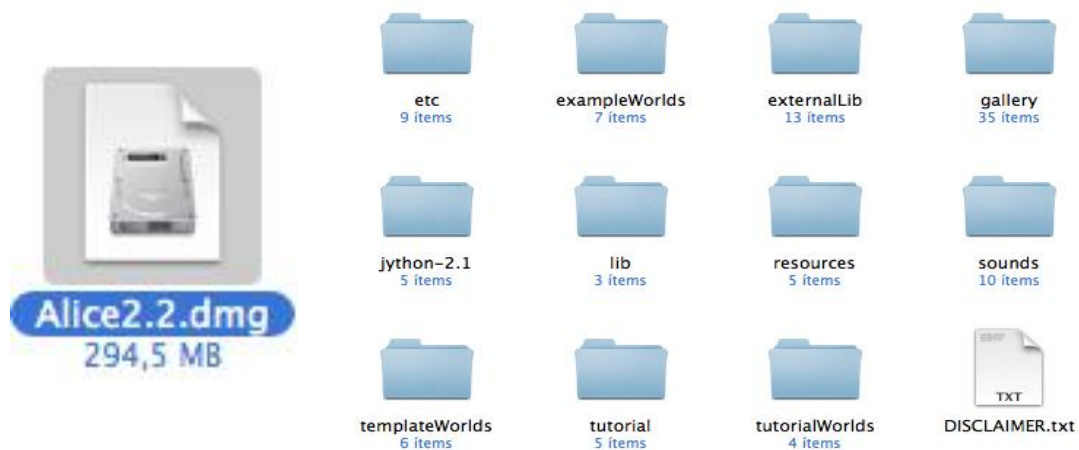 Alice2.2.dmg
294,5 MB
etc
9 ítems
exampleWorlds
7 ítems
externalLib
13 ítems
gallery
35 ítems
jython-2.1
5 ítems
lib
3 ítems
resources
5 ítems
sounds
10 ítems
templateWorlds
6 ítems
tutorial
5 ítems
tutorialWorlds
4 ítems
TXT
DISCLAIMER.txt